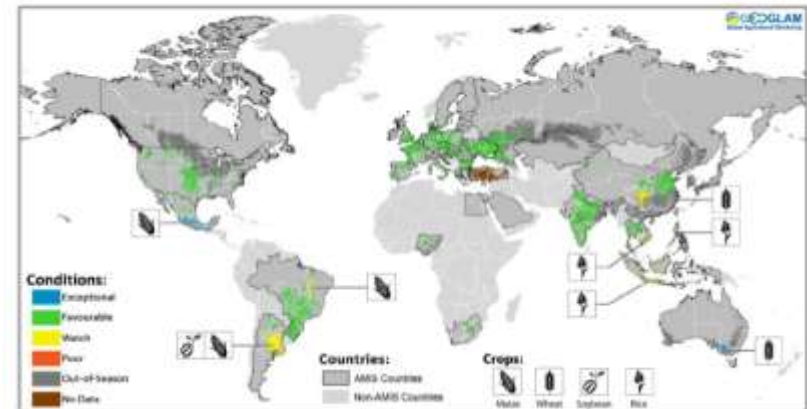 GEOGLAM
Conditions:
Exceptional
Favourable
Watch
Poor
Out-of-Season
No Data
Countries:
AMIS Countries
Non-AMIS Countries
Crops:
Maize
Wheat
Soybean
Rice